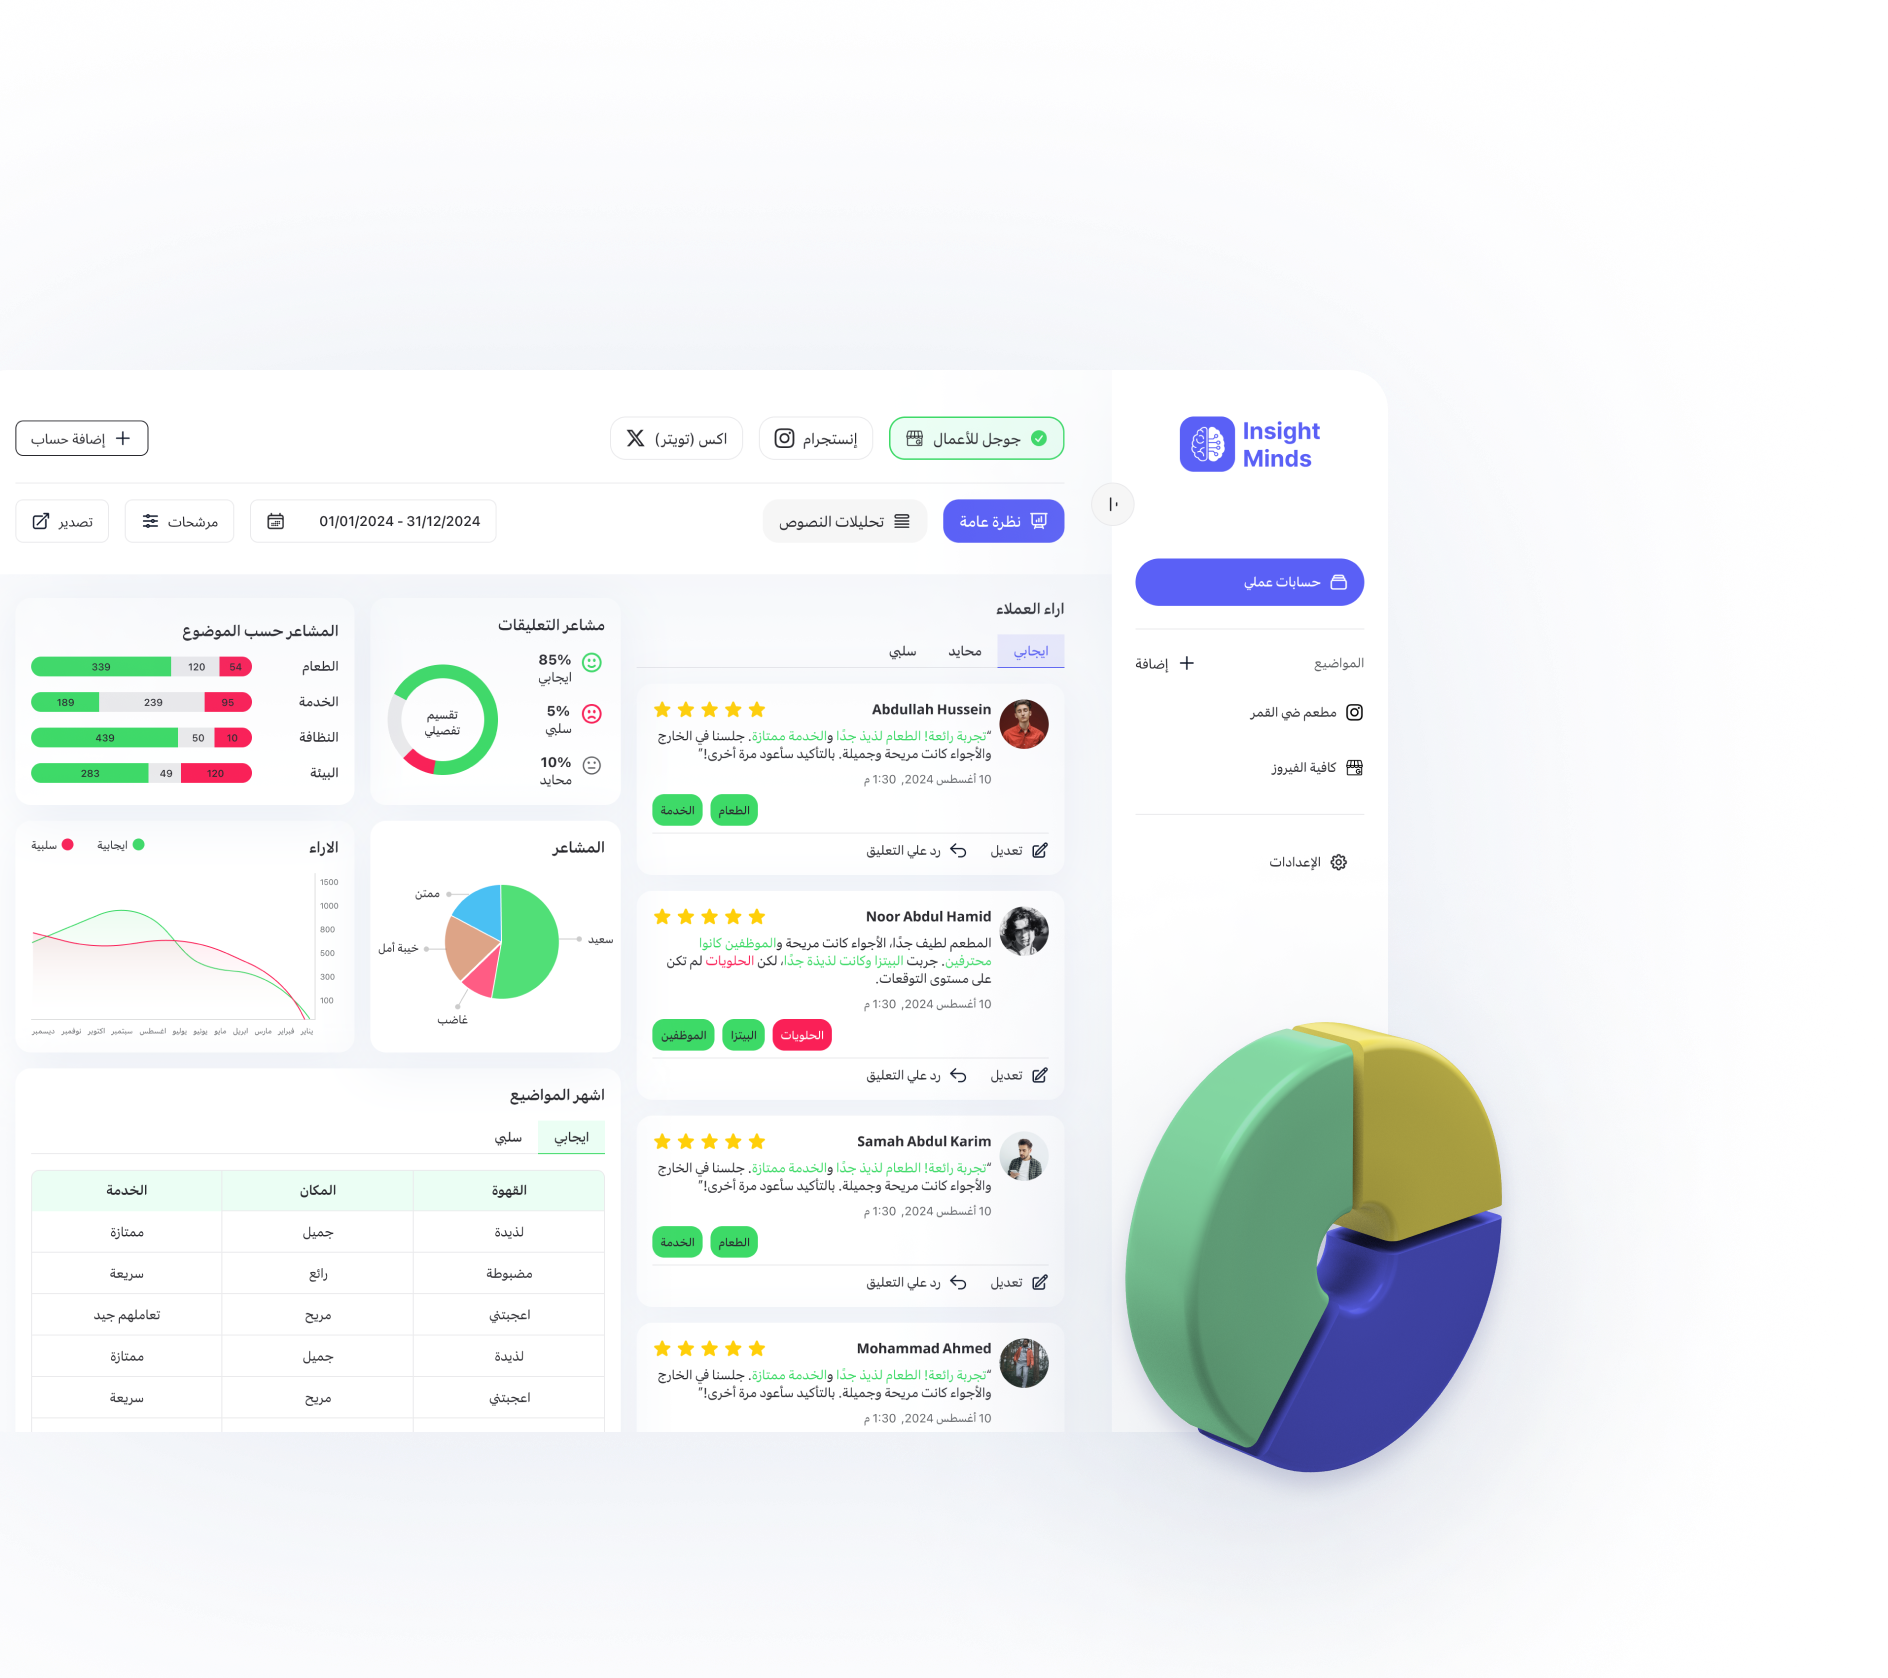 Insight
Minds
حسابات عملي
المواضيع
إضافة
مطعم ضي القمر
كافية الفيروز
الإعدادات
جوجل للأعمال
إنستجرام
اكس (تويتر)
إضافة حساب
نظرة عامة
تحليلات النصوص
01/01/2024 - 31/12/2024
مرشحات
تصدير
اراء العملاء
ايجابي
محايد
سلبي
Abdullah Hussein
“تجربة رائعة! الطعام لذيذ جدًا والخدمة ممتازة. جلسنا في الخارج
والأجواء كانت مريحة وجميلة. بالتأكيد سأعود مرة أخرى!”
10 أغسطس 2024, 1:30 م
الطعام
الخدمة
تعديل
رد علي التعليق
Noor Abdul Hamid
المطعم لطيف جدًا، الأجواء كانت مريحة والموظفين كانوا
محترفين. جربت البيتزا وكانت لذيذة جدًا، لكن الحلويات لم تكن
على مستوى التوقعات.
10 أغسطس 2024, 1:30 م
الحلويات
البيتزا
الموظفين
تعديل
رد علي التعليق
Samah Abdul Karim
“تجربة رائعة! الطعام لذيذ جدًا والخدمة ممتازة. جلسنا في الخارج
والأجواء كانت مريحة وجميلة. بالتأكيد سأعود مرة أخرى!”
10 أغسطس 2024, 1:30 م
الطعام
الخدمة
تعديل
رد علي التعليق
Mohammad Ahmed
“تجربة رائعة! الطعام لذيذ جدًا والخدمة ممتازة. جلسنا في الخارج
والأجواء كانت مريحة وجميلة. بالتأكيد سأعود مرة أخرى!”
10 أغسطس 2024, 1:30 م
مشاعر التعليقات
85%
ايجابي
5%
سلبي
10%
محايد
تقسيم
تفصيلي
المشاعر حسب الموضوع
الطعام 54 120 339
الخدمة 95 239 189
النظافة 10 50 439
البيئة 120 49 283
المشاعر
ممتن
سعيد
خيبة أمل
غاضب
الاراء
ايجابية
سلبية
1500
1000
800
500
300
100
يناير فبراير مارس ابريل مايو يونيو يوليو اغسطس سبتمبر اكتوبر نوفمبر ديسمبر
اشهر المواضيع
ايجابي
سلبي
القهوة المكان الخدمة
لذيدة جميل ممتازة
مضبوطة رائع سريعة
اعجبتني مريح تعاملهم جيد
لذيدة جميل ممتازة
اعجبتني مريح سريعة